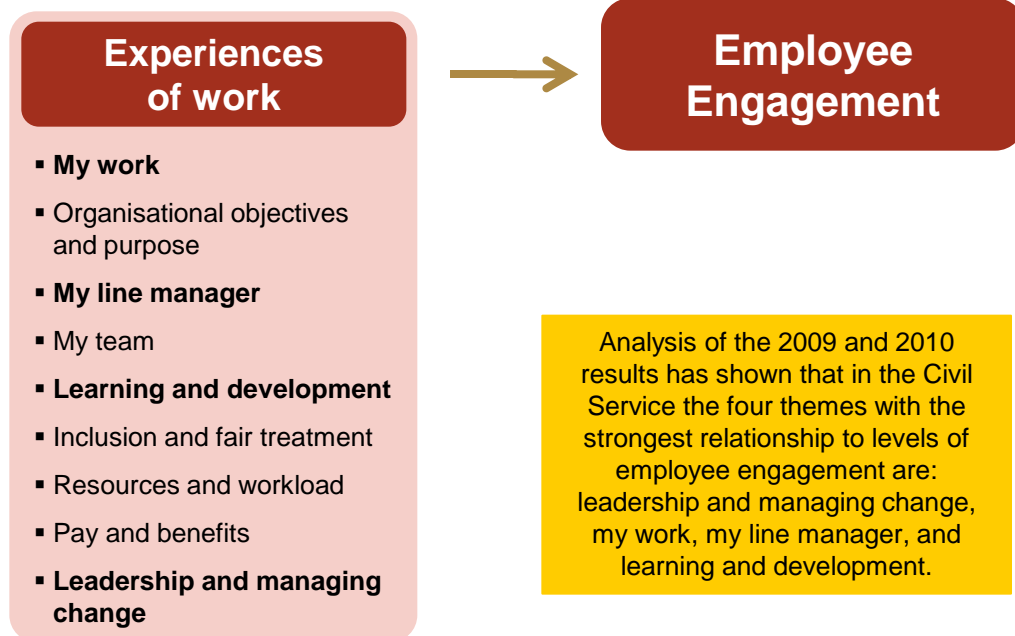 Experiences
of work
▪ My work
▪ Organisational objectives
and purpose
▪ My line manager
▪ My team
▪ Learning and development
▪ Inclusion and fair treatment
▪ Resources and workload
▪ Pay and benefits
▪ Leadership and managing
change
Employee
Engagement
Analysis of the 2009 and 2010
results has shown that in the Civil
Service the four themes with the
strongest relationship to levels of
employee engagement are:
leadership and managing change,
my work, my line manager, and
learning and development.